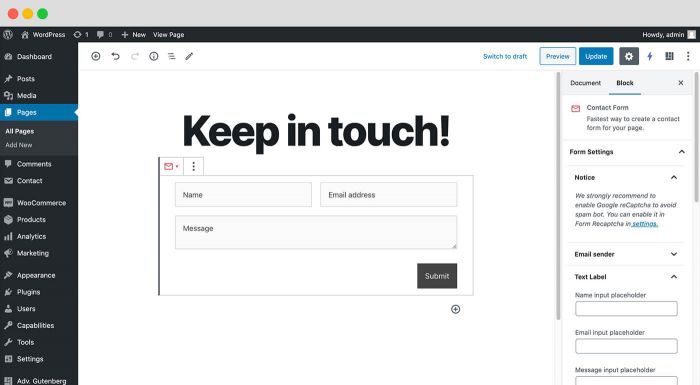 WordPress
1
0
New
View Page
Howdy, admin
Dashboard
Posts
Media
Pages
All Pages
Add New
Comments
Contact
WooCommerce
Products
Analytics
Marketing
Appearance
Plugins
Users
Capabilities
Tools
Settings
Adv. Gutenberg
Switch to draft
Preview
Update
Keep in touch!
Name
Email address
Message
Submit
Document
Block
Contact Form
Fastest way to create a contact
form for your page.
Form Settings
Notice
We strongly recommend to
enable Google reCaptcha to avoid
spam bot. You can enable it in
Form Recaptcha in settings.
Email sender
Text Label
Name input placeholder
Email input placeholder
Message input placeholder